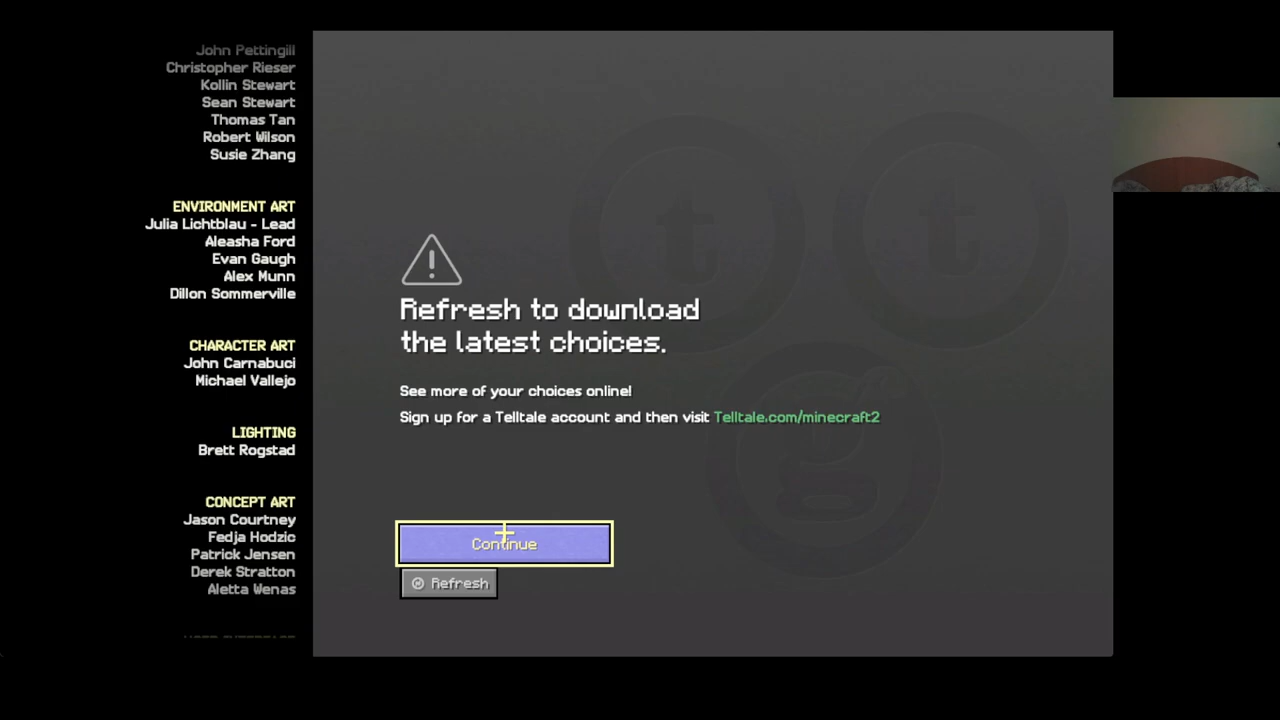 John Pettingill
Christopher Rieser
Kollin Stewart
Sean Stewart
Thomas Tan
Robert Wilson
Susie Zhang
ENVIRONMENT ART
Julia Lichtblau - Lead
Aleasha Ford
Evan Gaugh
Alex Munn
Dillon Sommerville
CHARACTER ART
John Carnabuci
Michael Vallejo
LIGHTING
Brett Rogstad
CONCEPT ART
Jason Courtney
Fedja Hodzic
Patrick Jensen
Derek Stratton
Aletta Wenas
t t
g
Refresh to download
the latest choices.
See more of your choices online!
Sign up for a Telltale account and then visit Telltale.com/minecraft2
Continue
Refresh